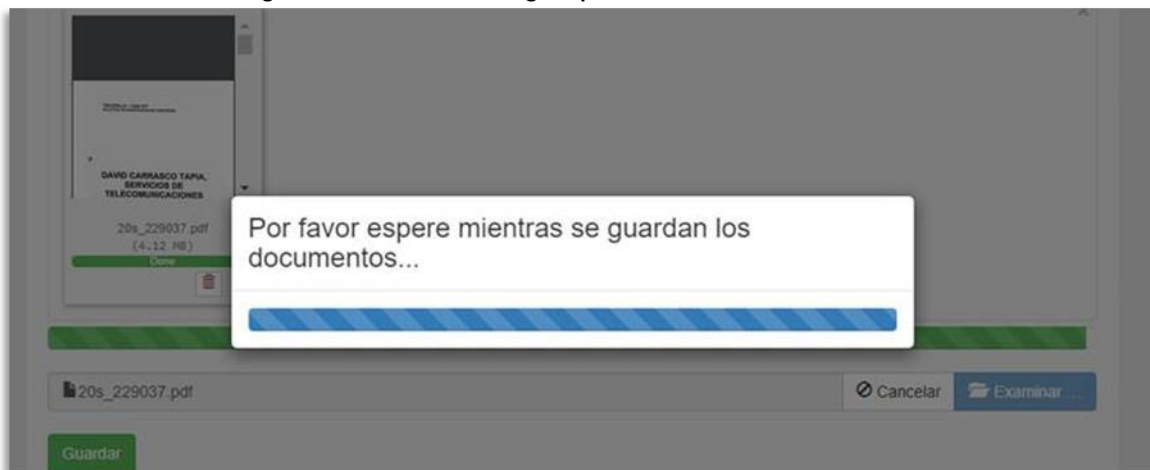 DAVID CARRASCO TAPIA,
SERVICIOS DE
TELECOMUNICACIONES
20s_229037.pdf
(4.12 MB)
Done
Por favor espere mientras se guardan los
documentos...
20s_229037.pdf
Cancelar
Examinar ...
Guardar